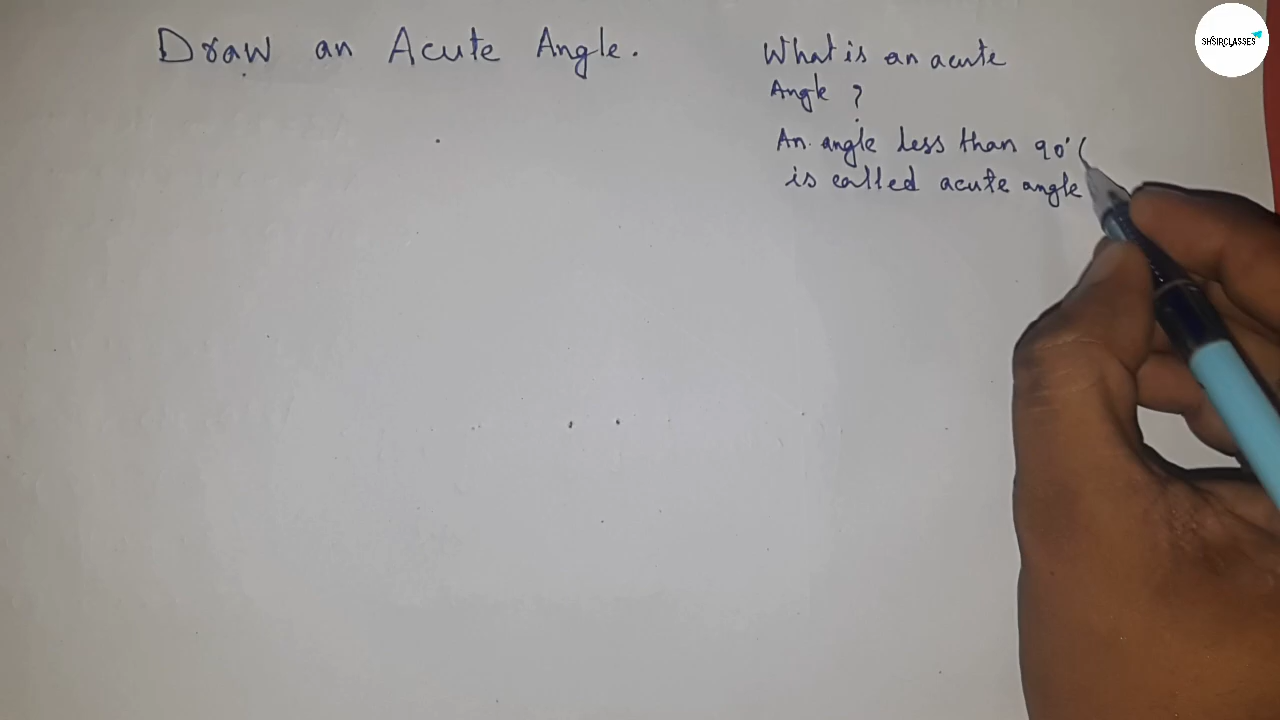 Draw an Acute Angle.
What is an acute
Angle ?
An angle less than 90° (
is called acute angle
SHSIRCLASSES